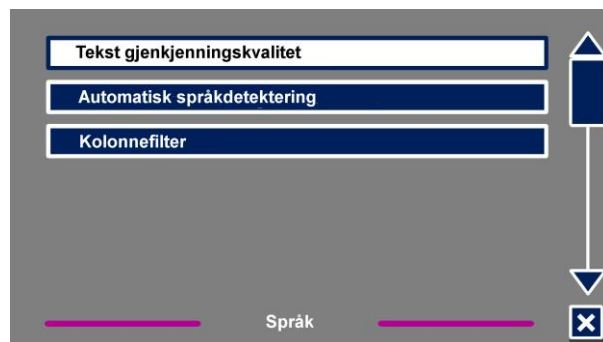 Tekst gjenkjenningskvalitet
Automatisk språkdetektering
Kolonnefilter
Språk